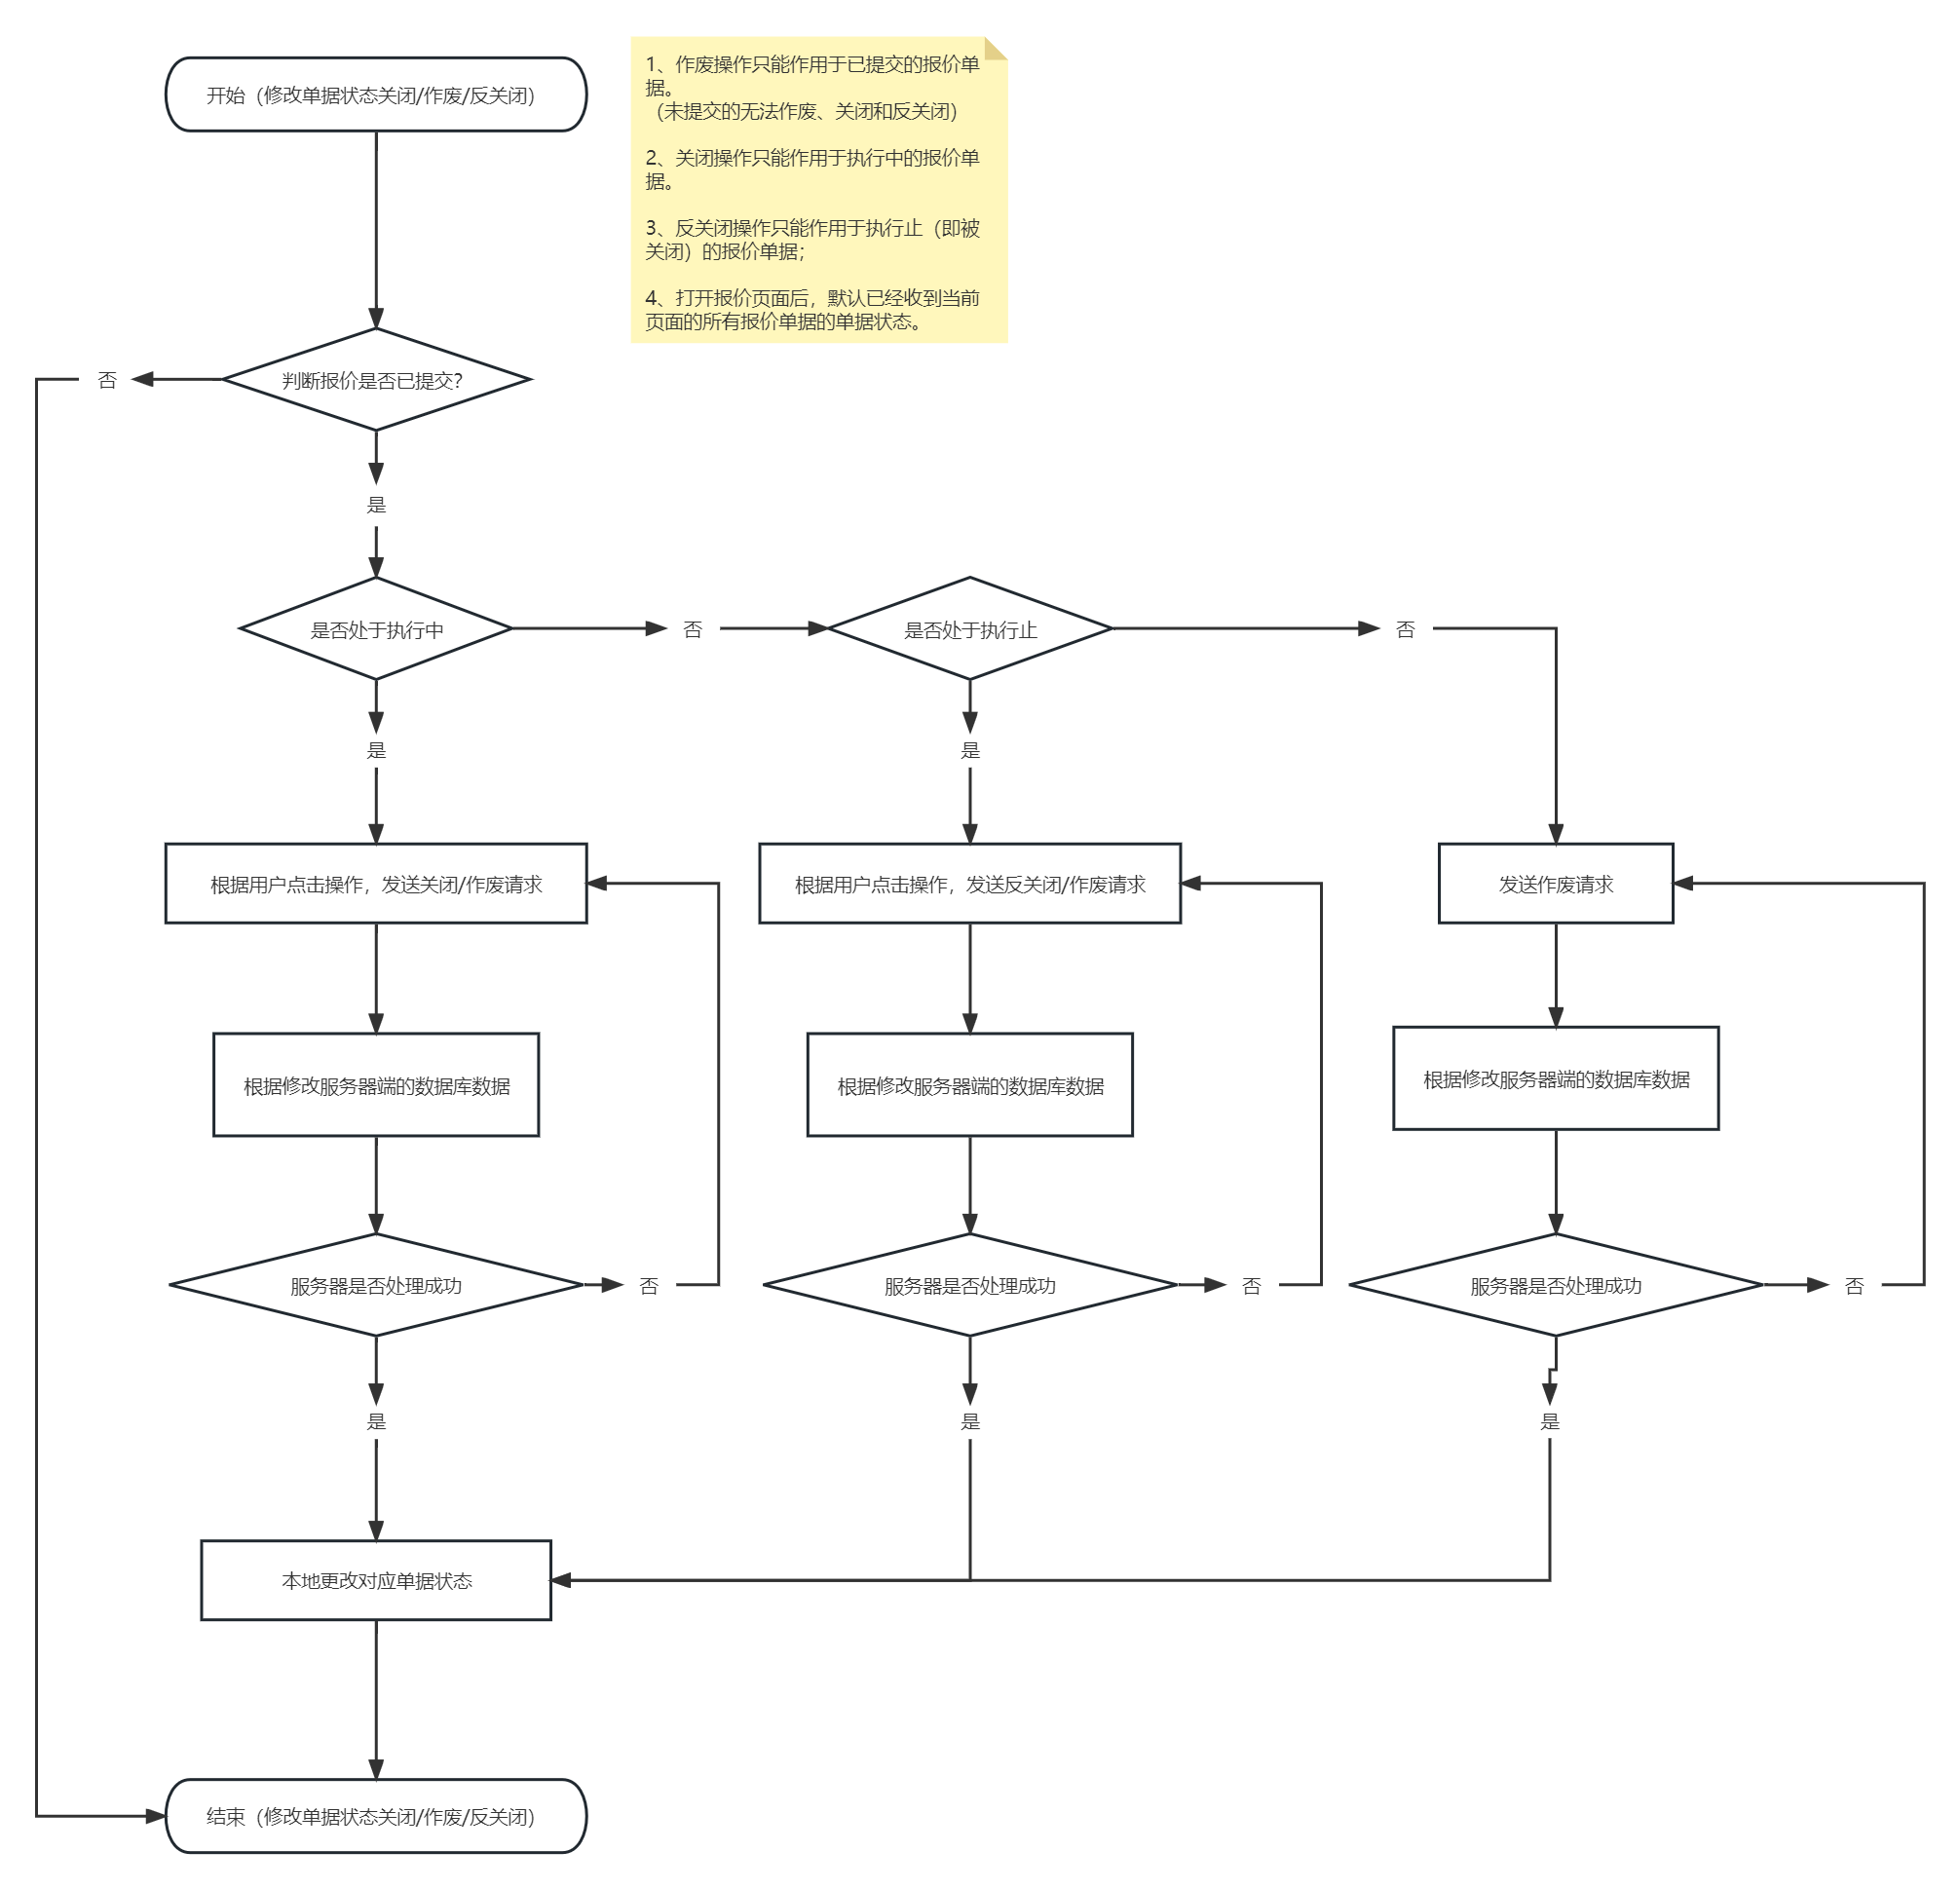 开始（修改单据状态关闭/作废/反关闭）
1、作废操作只能作用于已提交的报价单
据。
（未提交的无法作废、关闭和反关闭）
2、关闭操作只能作用于执行中的报价单
据。
3、反关闭操作只能作用于执行止（即被
关闭）的报价单据；
4、打开报价页面后，默认已经收到当前
页面的所有报价单据的单据状态。
否
判断报价是否已提交？
是
是否处于执行中
否
是否处于执行止
否
是
是
根据用户点击操作，发送关闭/作废请求
根据用户点击操作，发送反关闭/作废请求
发送作废请求
根据修改服务器端的数据库数据
根据修改服务器端的数据库数据
根据修改服务器端的数据库数据
服务器是否处理成功
否
服务器是否处理成功
否
服务器是否处理成功
否
是
是
是
本地更改对应单据状态
结束（修改单据状态关闭/作废/反关闭）